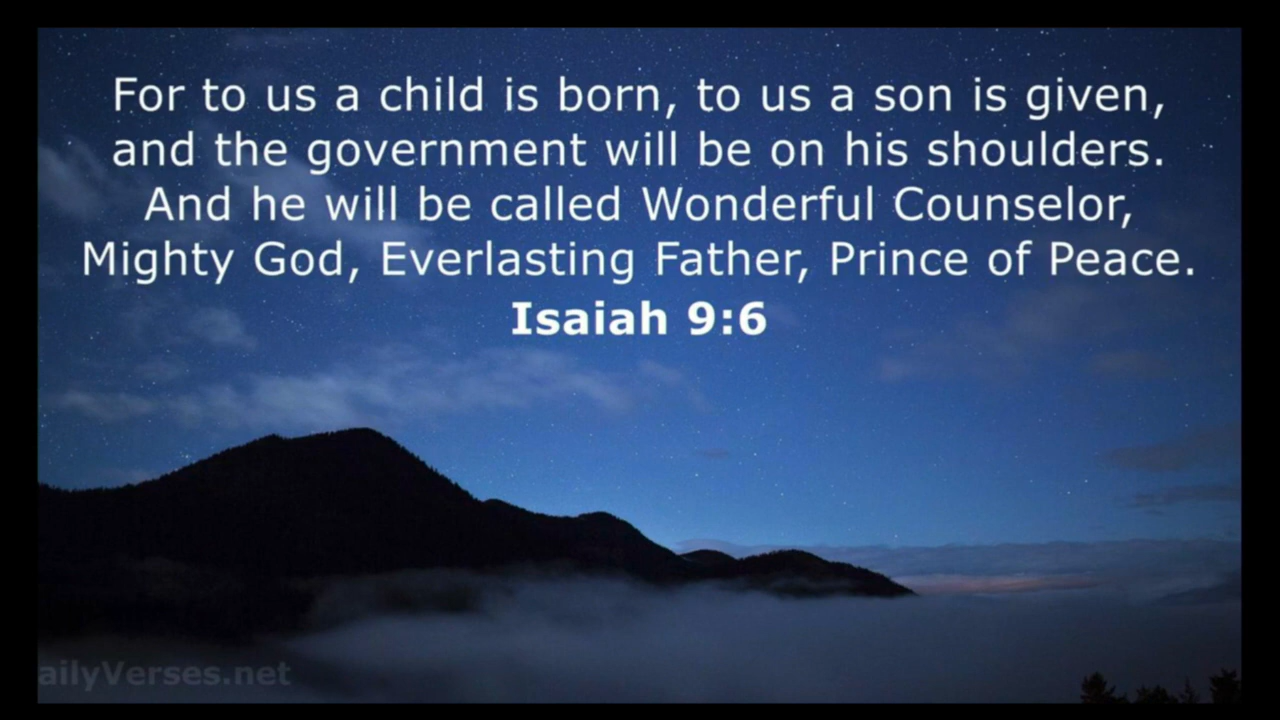 For to us a child is born, to us a son is given,
and the government will be on his shoulders.
And he will be called Wonderful Counselor,
Mighty God, Everlasting Father, Prince of Peace.
Isaiah 9:6
ailyVerses.net